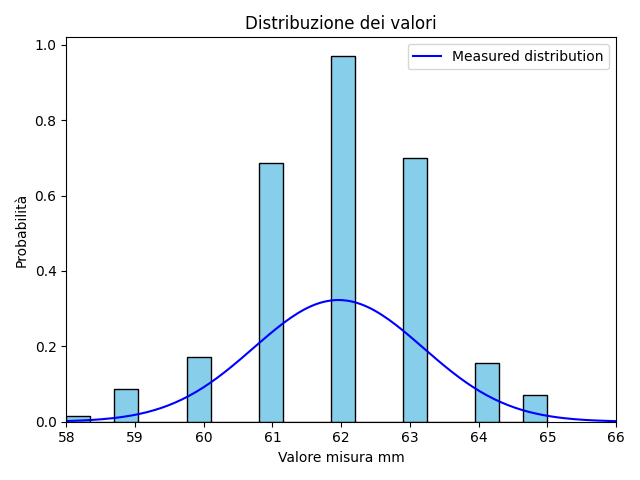 Distribuzione dei valori
Measured distribution
Probabilità
1.0
0.8
0.6
0.4
0.2
0.0
58 59 60 61 62 63 64 65 66
Valore misura mm